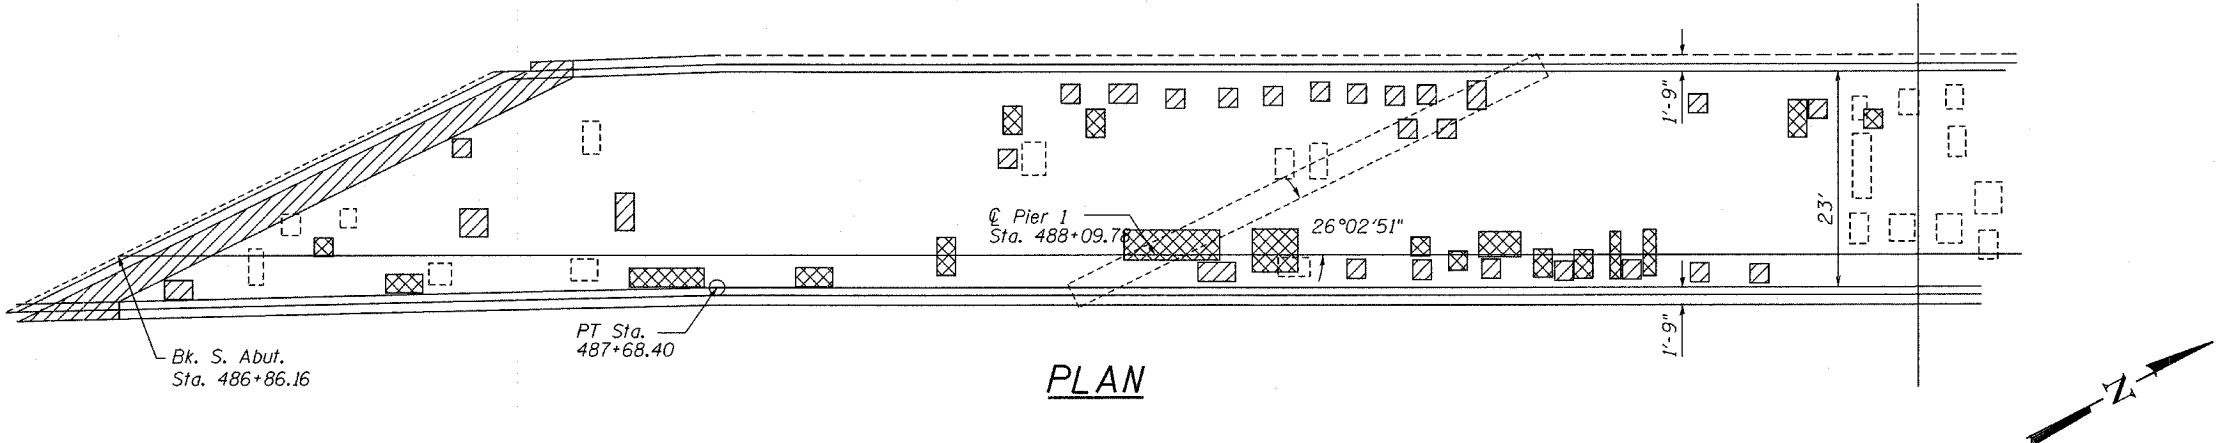 1'-9"
23'
℄ Pier 1
Sta. 488+09.78
26°02'51"
1'-9"
PT Sta.
487+68.40
Bk. S. Abut.
Sta. 486+86.16
PLAN
N